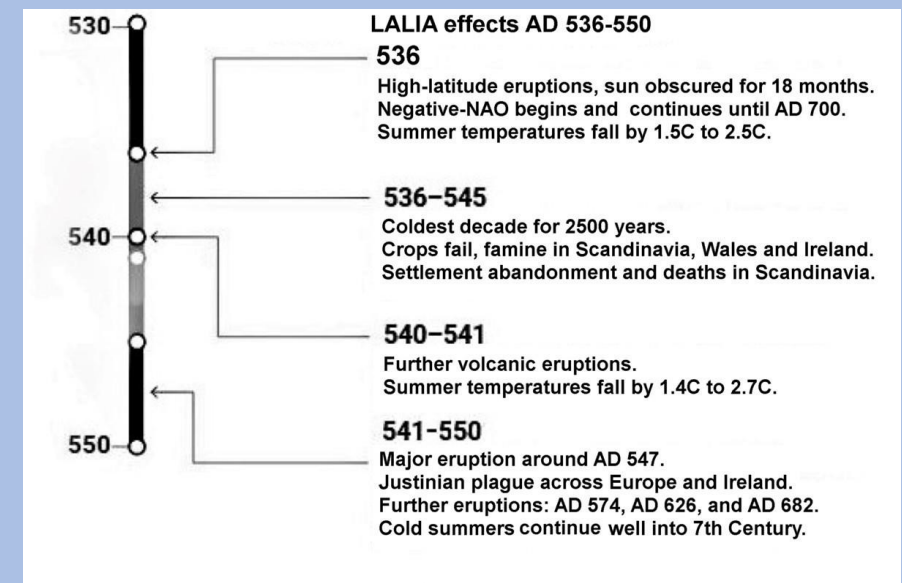 LALIA effects AD 536-550
530
536
High-latitude eruptions, sun obscured for 18 months.
Negative-NAO begins and continues until AD 700.
Summer temperatures fall by 1.5C to 2.5C.
536–545
Coldest decade for 2500 years.
540
Crops fail, famine in Scandinavia, Wales and Ireland.
Settlement abandonment and deaths in Scandinavia.
540–541
Further volcanic eruptions.
Summer temperatures fall by 1.4C to 2.7C.
541-550
550
Major eruption around AD 547.
Justinian plague across Europe and Ireland.
Further eruptions: AD 574, AD 626, and AD 682.
Cold summers continue well into 7th Century.